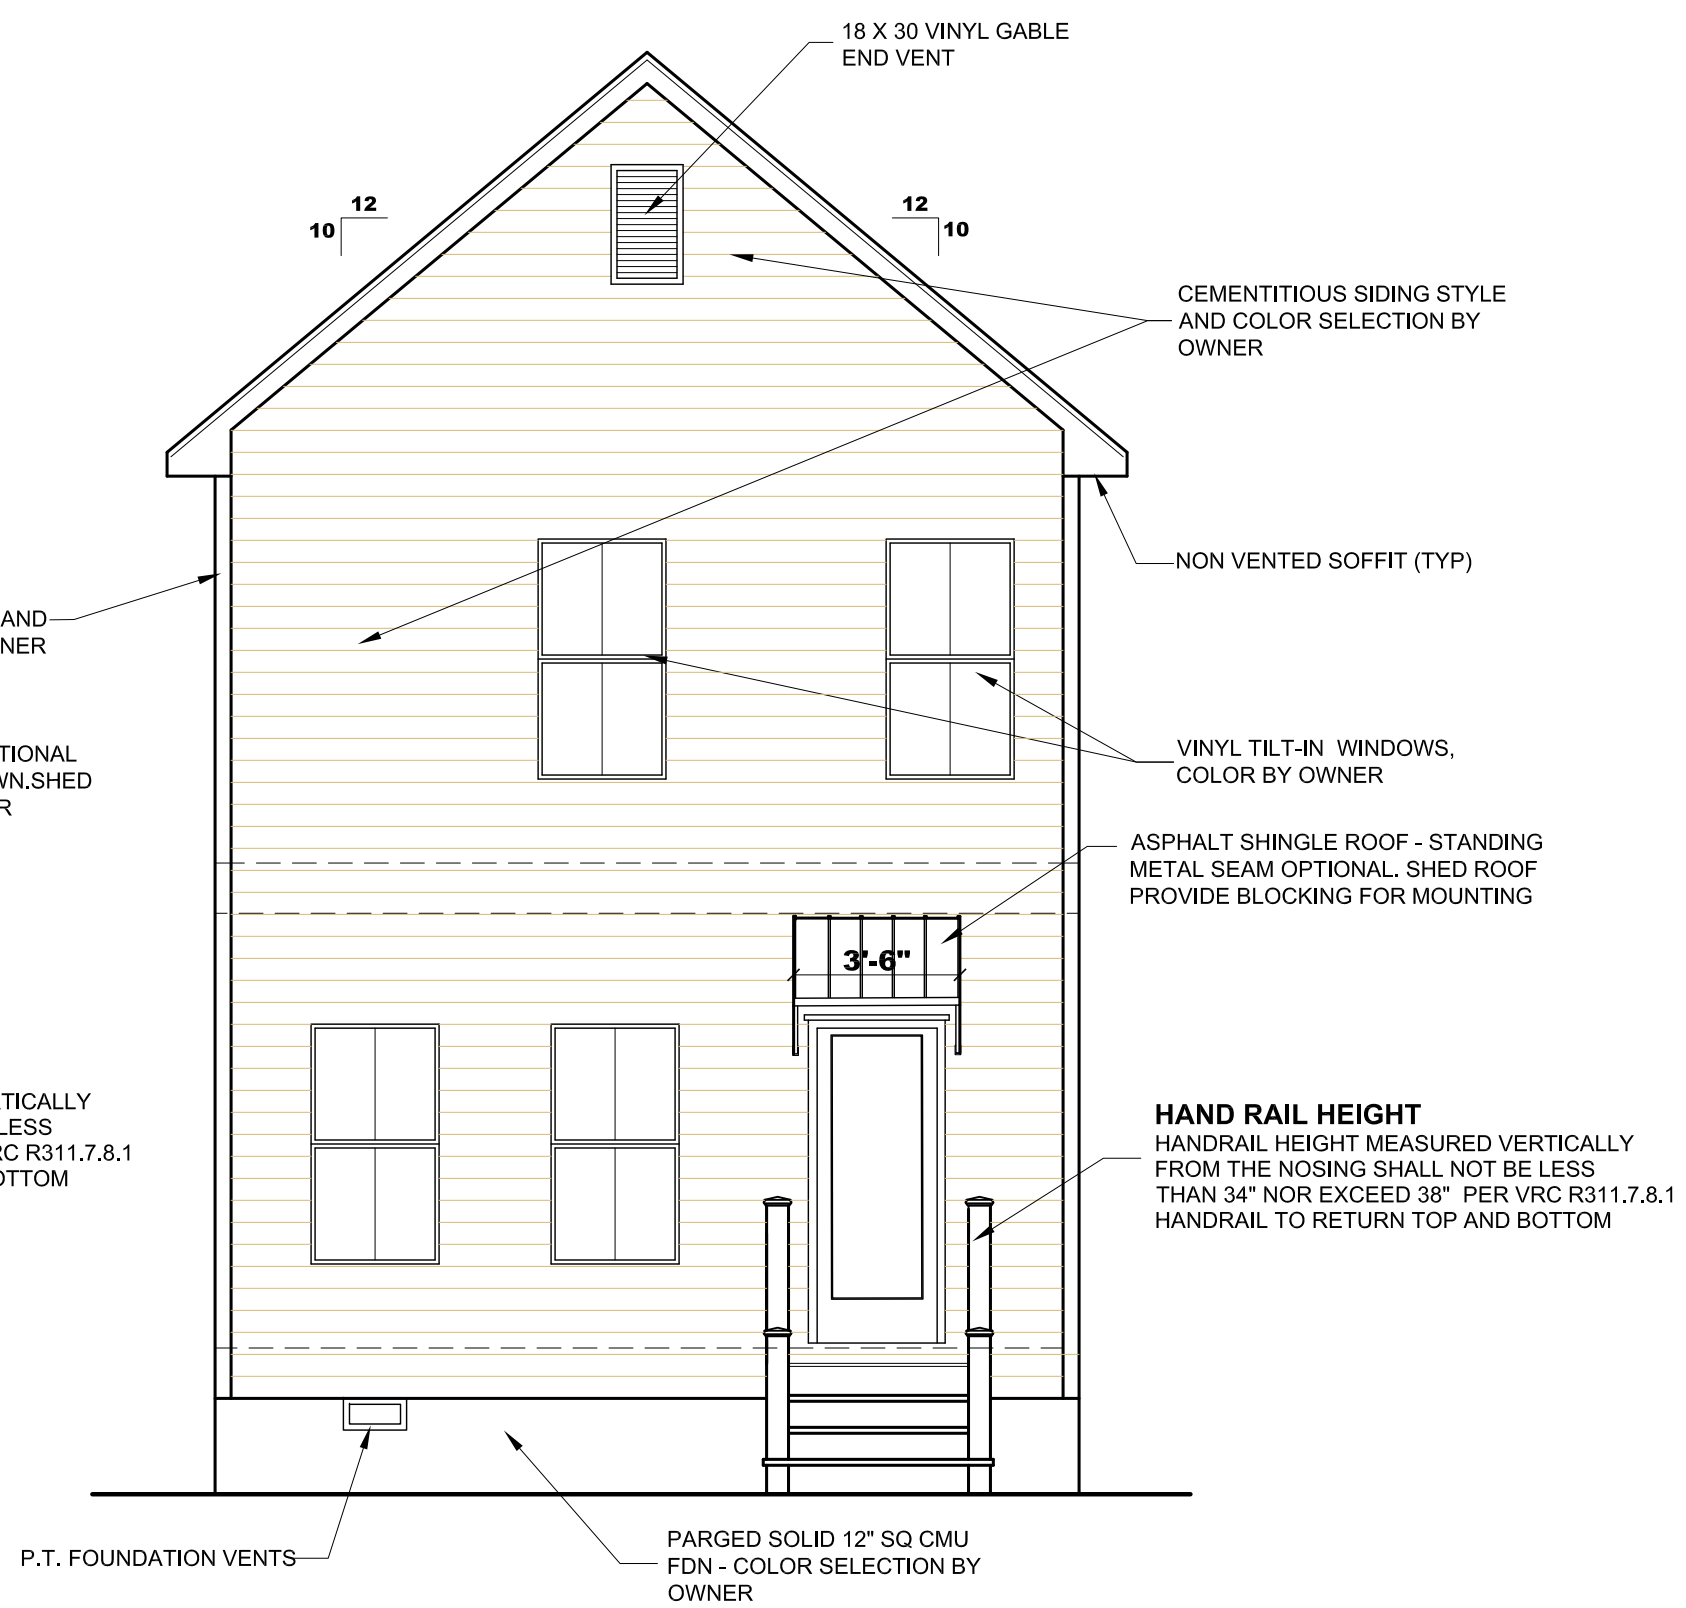 18 X 30 VINYL GABLE
END VENT
12
10
12
10
CEMENTITIOUS SIDING STYLE
AND COLOR SELECTION BY
OWNER
NON VENTED SOFFIT (TYP)
AND
NER
TIONAL
WN.SHED
R
VINYL TILT-IN WINDOWS,
COLOR BY OWNER
ASPHALT SHINGLE ROOF - STANDING
METAL SEAM OPTIONAL. SHED ROOF
PROVIDE BLOCKING FOR MOUNTING
3'-6"
TICALLY
LESS
RC R311.7.8.1
OTTOM
HAND RAIL HEIGHT
HANDRAIL HEIGHT MEASURED VERTICALLY
FROM THE NOSING SHALL NOT BE LESS
THAN 34" NOR EXCEED 38" PER VRC R311.7.8.1
HANDRAIL TO RETURN TOP AND BOTTOM
P.T. FOUNDATION VENTS
PARGED SOLID 12" SQ CMU
FDN - COLOR SELECTION BY
OWNER